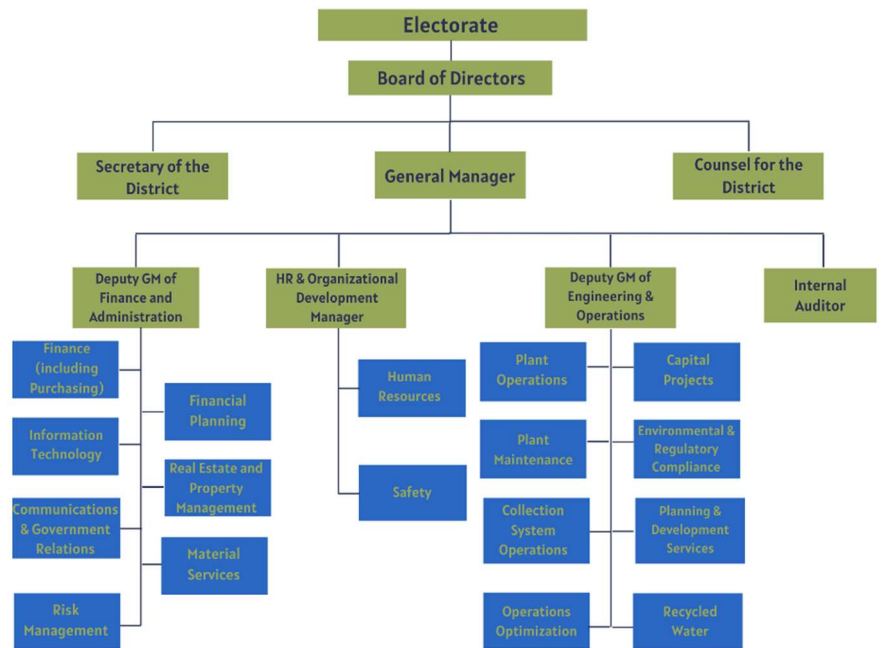 Electorate
Board of Directors
Secretary of the
District
General Manager
Counsel for the
District
Deputy GM of
Finance and
Administration
HR & Organizational
Development
Manager
Deputy GM of
Engineering &
Operations
Internal
Auditor
Finance
(including
Purchasing)
Financial
Planning
Information
Technology
Real Estate and
Property
Management
Communications
& Government
Relations
Material
Services
Risk
Management
Human
Resources
Safety
Plant
Operations
Capital
Projects
Plant
Maintenance
Environmental &
Regulatory
Compliance
Collection
System
Operations
Planning &
Development
Services
Operations
Optimization
Recycled
Water